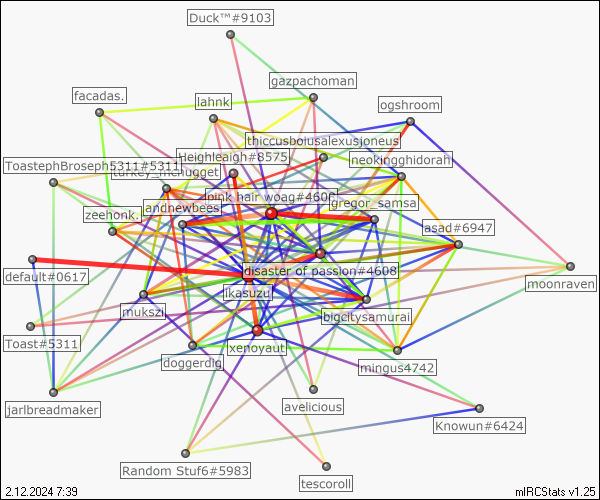 Duck™#9103
gazpachoman
facadas.
lahnk
ogshroom
thiccusboiusalexusjoneus
Heighleaigh#8575
neokingghidorah
ToastephBroseph5311#5311
turkey_mcnugget
pink hair woag#4606
gregor_samsa
andnewbees
zeehonk.
asad#6947
disaster of passion#4608
default#0617
ikasuzu
moonraven
mukszi
bigcitysamurai
Toast#5311
xenoyaut
doggerdig
mingus4742
jarlbreadmaker
avelicious
Knowun#6424
Random Stuf6#5983
tescoroll
2.12.2024 7:39
mIRCStats v1.25